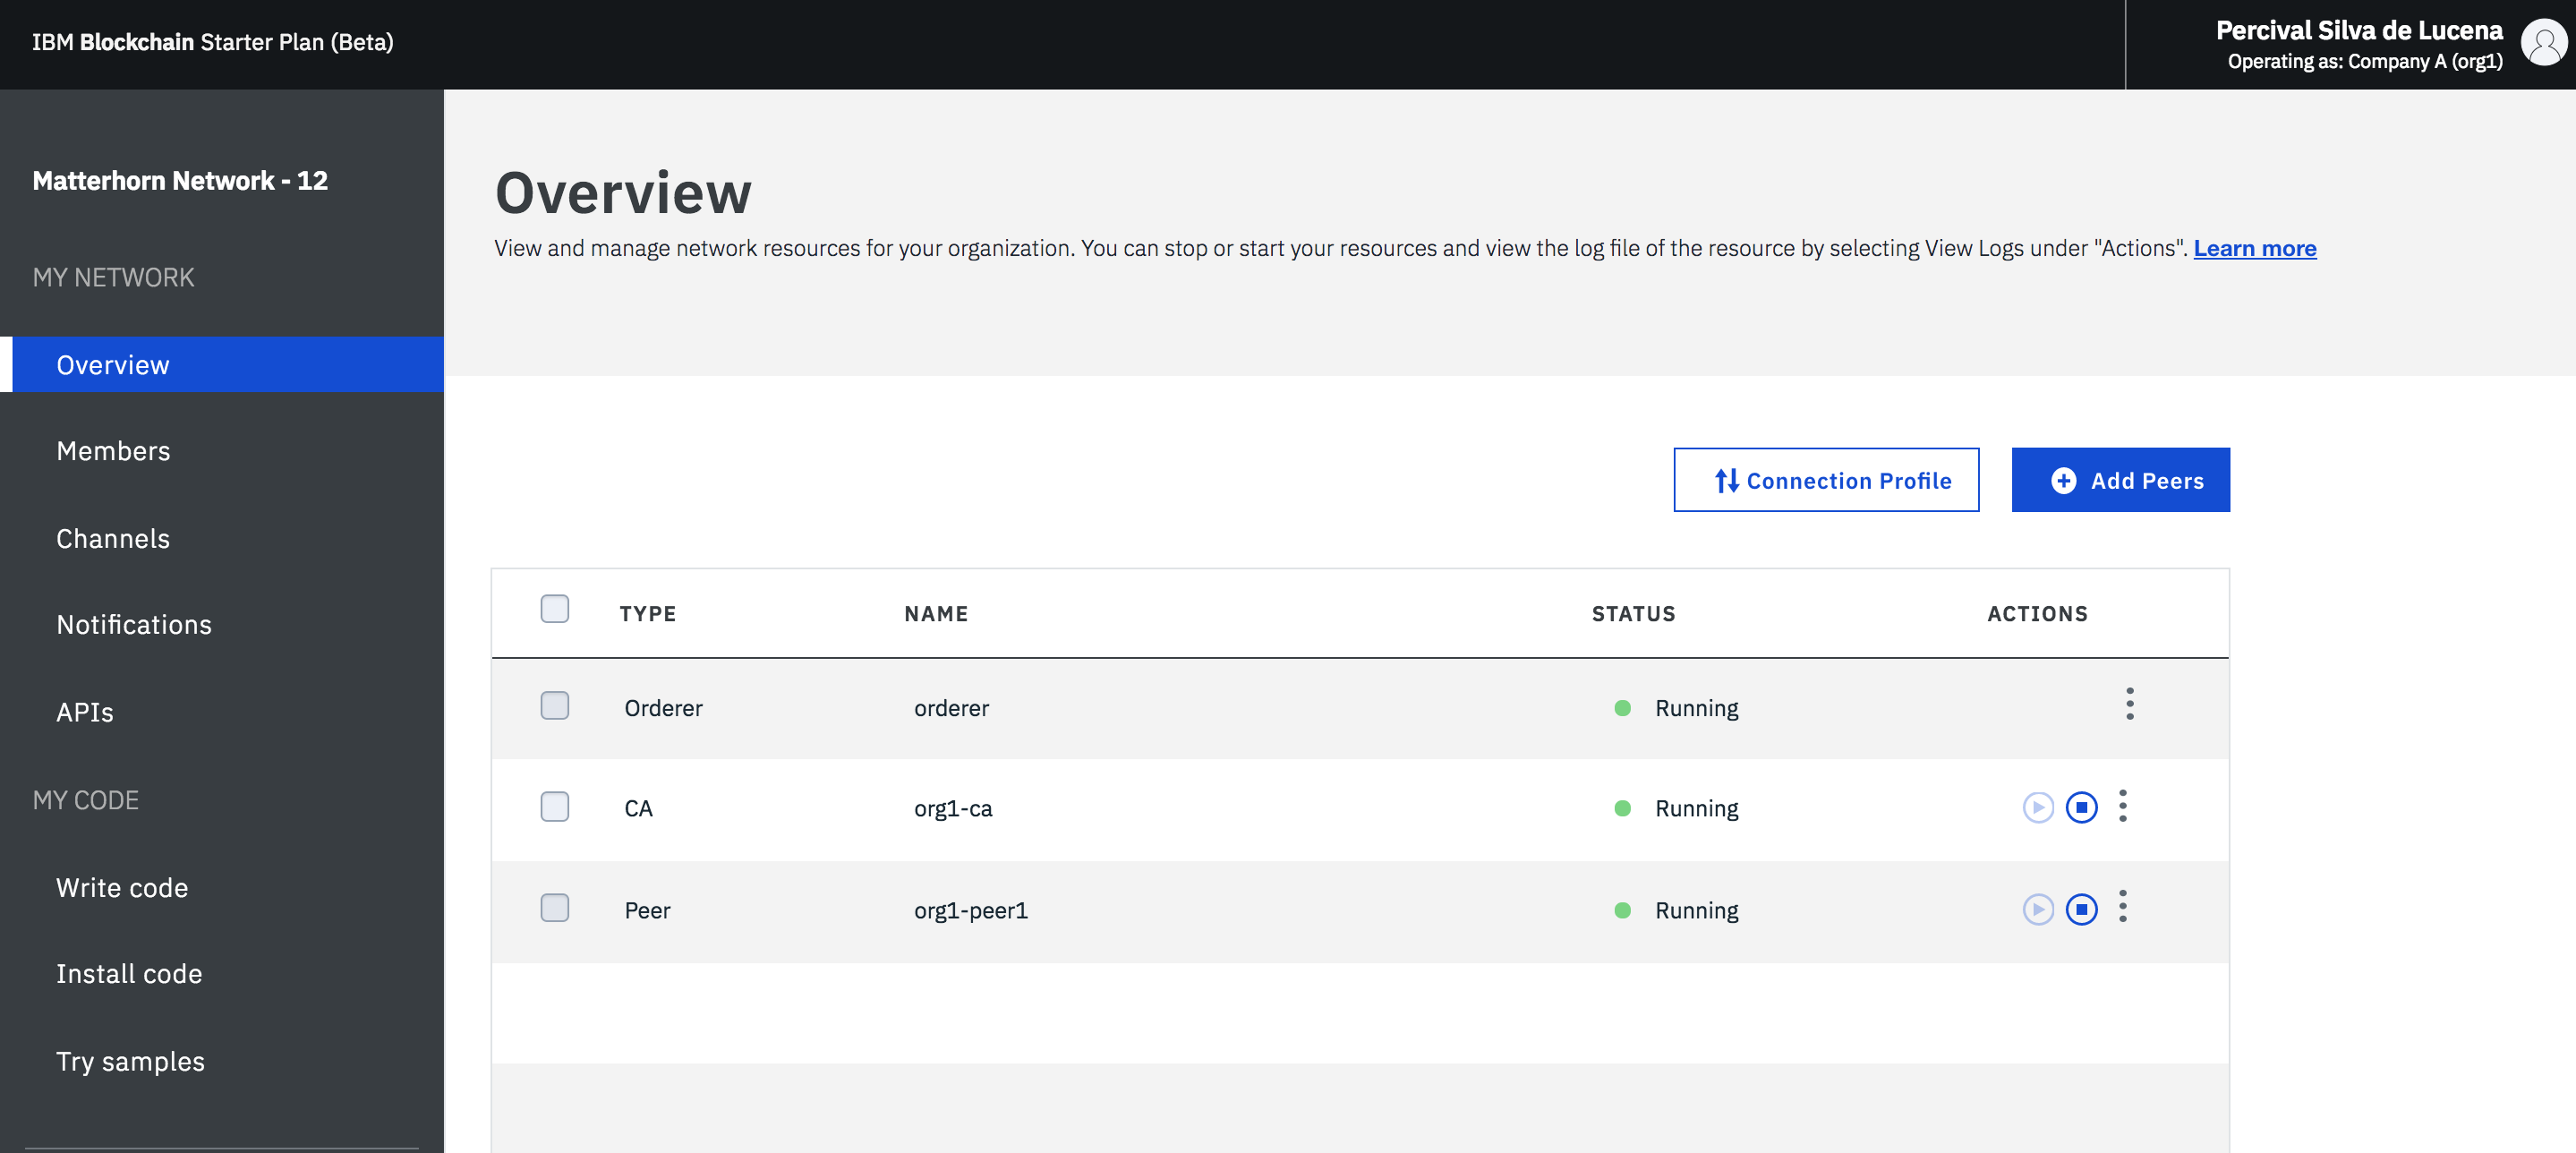 IBM Blockchain Starter Plan (Beta)
Percival Silva de Lucena
Operating as: Company A (org1)
Matterhorn Network - 12
MY NETWORK
Overview
Members
Channels
Notifications
APIs
MY CODE
Write code
Install code
Try samples
Overview
View and manage network resources for your organization. You can stop or start your resources and view the log file of the resource by selecting View Logs under "Actions". Learn more
Connection Profile
Add Peers
TYPE NAME STATUS ACTIONS
Orderer orderer Running
CA org1-ca Running
Peer org1-peer1 Running